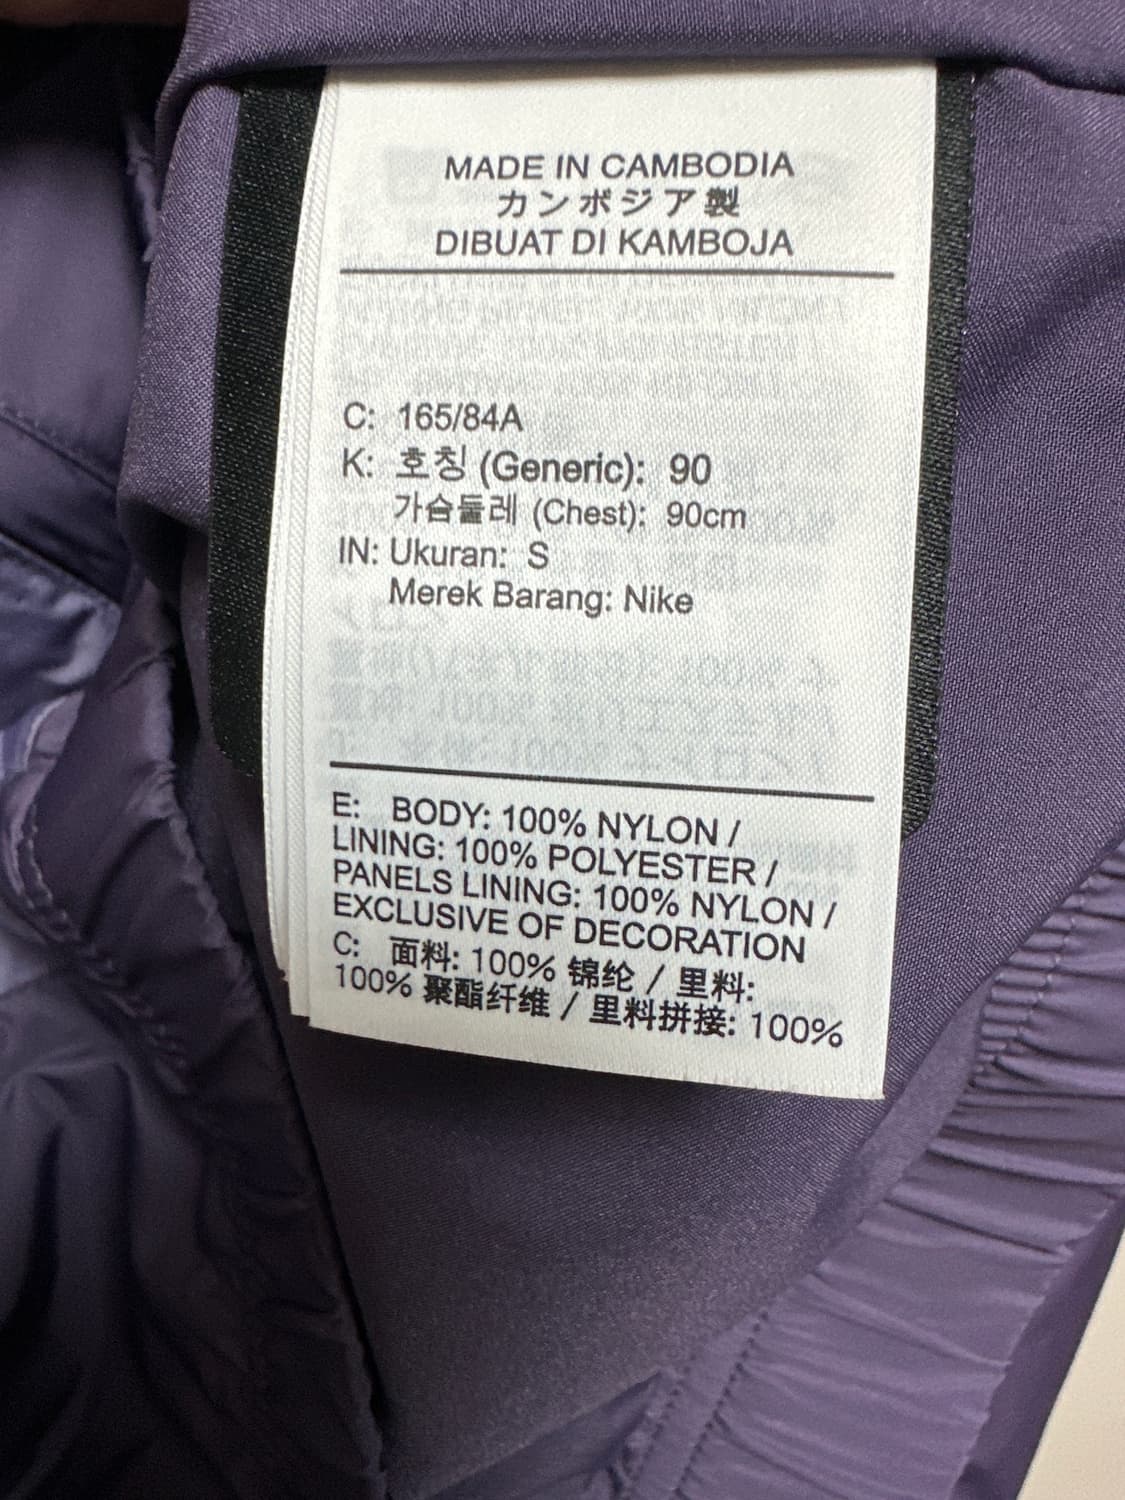 MADE IN CAMBODIA
カンボジア製
DIBUAT DI KAMBOJA
C: 165/84A
K: 호칭 (Generic): 90
가슴둘레 (Chest): 90cm
IN: Ukuran: S
Merek Barang: Nike
E: BODY: 100% NYLON /
LINING: 100% POLYESTER /
PANELS LINING: 100% NYLON /
EXCLUSIVE OF DECORATION
C: 面料: 100% 锦纶 / 里料:
100% 聚酯纤维 / 里料拼接: 100%